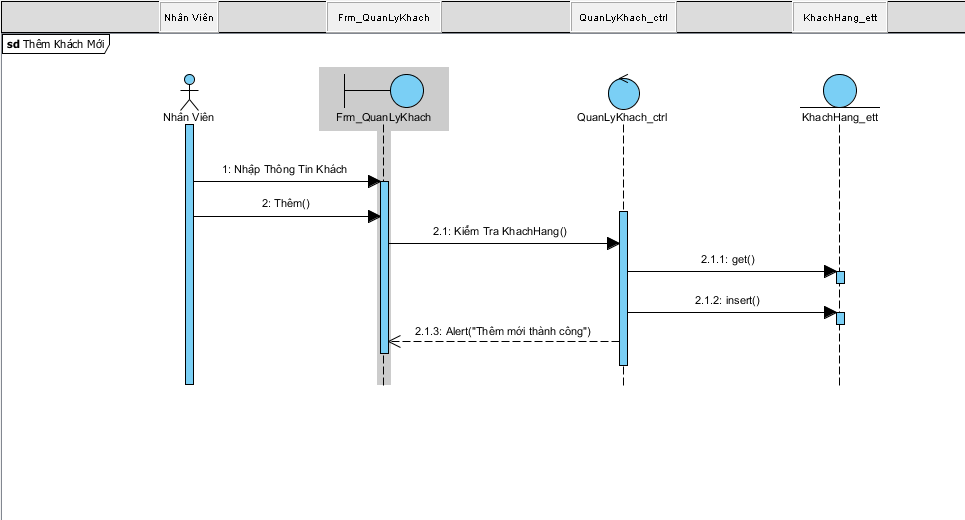 Nhân Viên
Frm_QuanLyKhach
QuanLyKhach_ctrl
KhachHang_ett
sd Thêm Khách Mới
Nhân Viên
Frm_QuanLyKhach
QuanLyKhach_ctrl
KhachHang_ett
1: Nhập Thông Tin Khách
2: Thêm()
2.1: Kiểm Tra KhachHang()
2.1.1: get()
2.1.2: insert()
2.1.3: Alert("Thêm mới thành công")